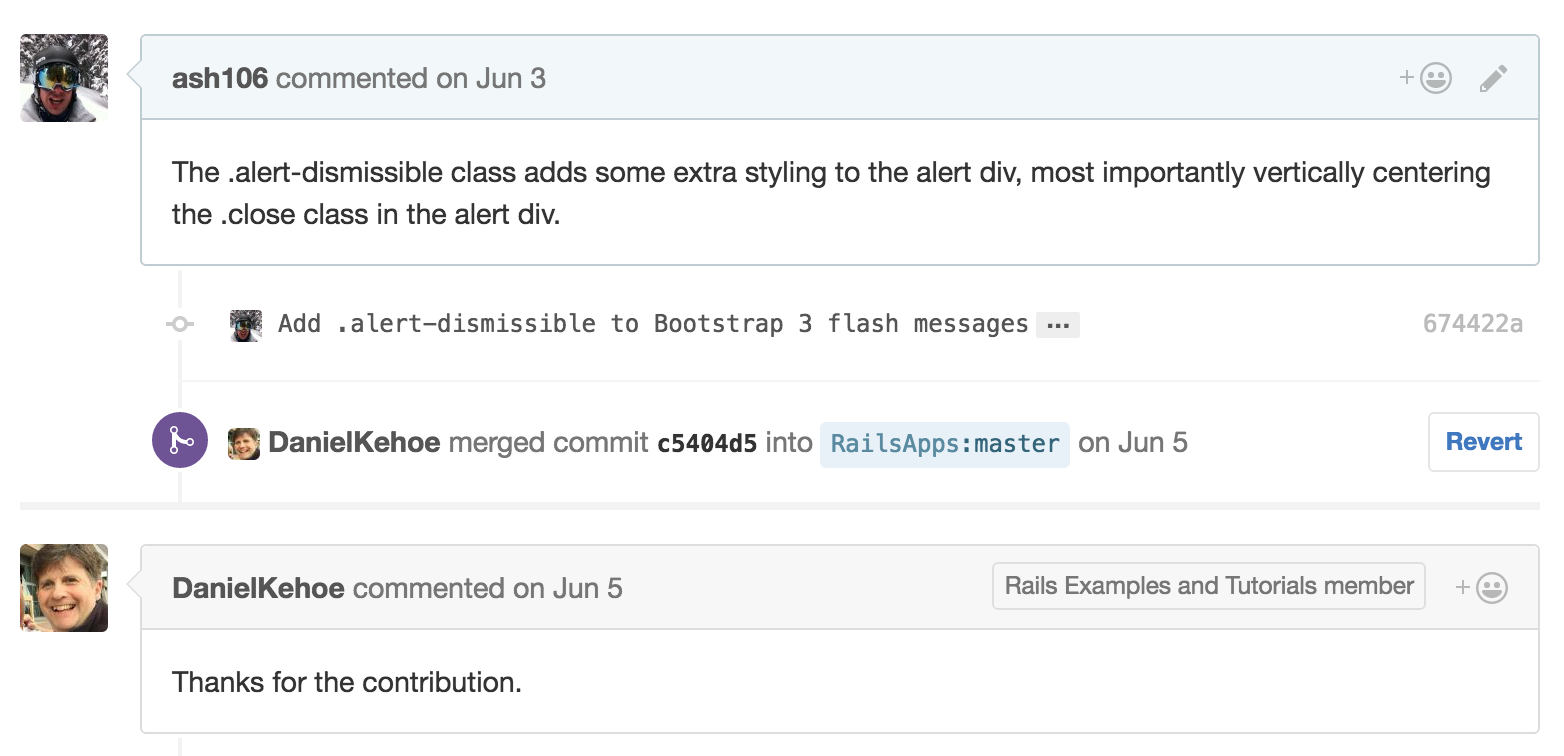 ash106 commented on Jun 3
+
The .alert-dismissible class adds some extra styling to the alert div, most importantly vertically centering
the .close class in the alert div.
Add .alert-dismissible to Bootstrap 3 flash messages ... 674422a
DanielKehoe merged commit c5404d5 into RailsApps:master on Jun 5 Revert
DanielKehoe commented on Jun 5 Rails Examples and Tutorials member +
Thanks for the contribution.